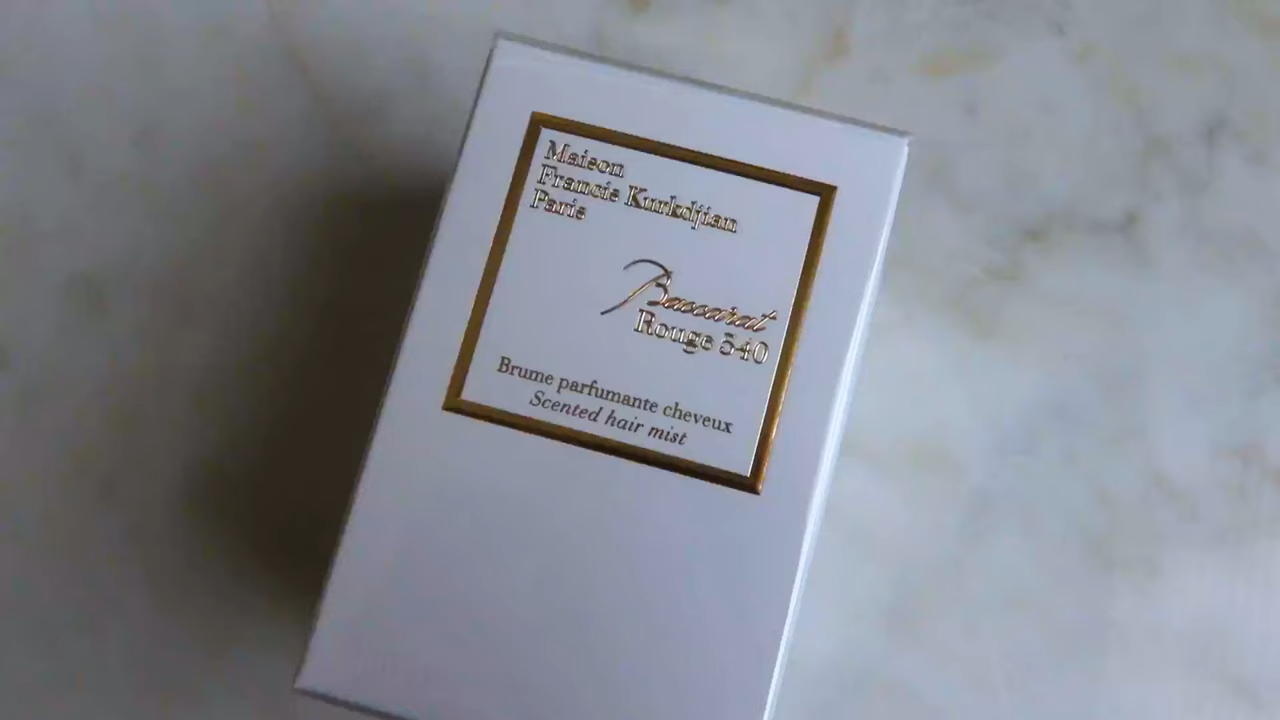 Maison
Francis Kurkdjian
Paris
Baccarat
Rouge 540
Brume parfumante cheveux
Scented hair mist